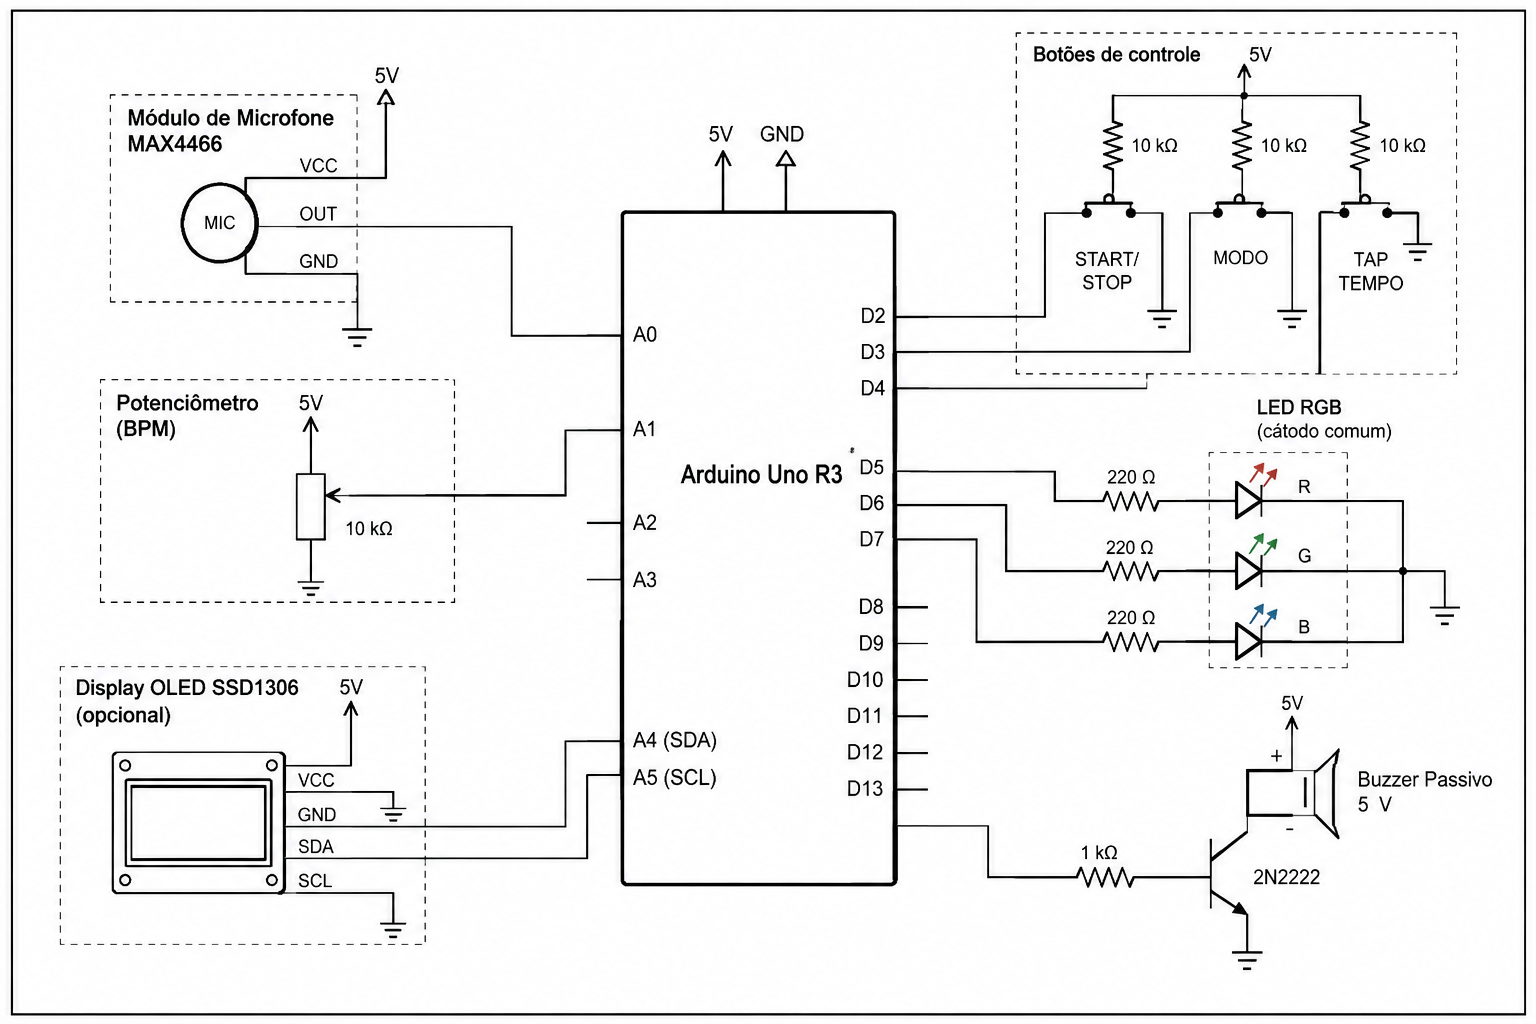 Módulo de Microfone
MAX4466
5V
VCC
OUT
MIC
GND
Potenciômetro
(BPM)
5V
10 kΩ
Display OLED SSD1306
(opcional)
5V
VCC
GND
SDA
SCL
5V
GND
Arduino Uno R3
A0
A1
A2
A3
A4 (SDA)
A5 (SCL)
D2
D3
D4
D5
D6
D7
D8
D9
D10
D11
D12
D13
Botões de controle
5V
10 kΩ
10 kΩ
10 kΩ
START/
STOP
MODO
TAP
TEMPO
LED RGB
(cátodo comum)
220 Ω
R
220 Ω
G
220 Ω
B
5V
+
-
Buzzer Passivo
5 V
1 kΩ
2N2222